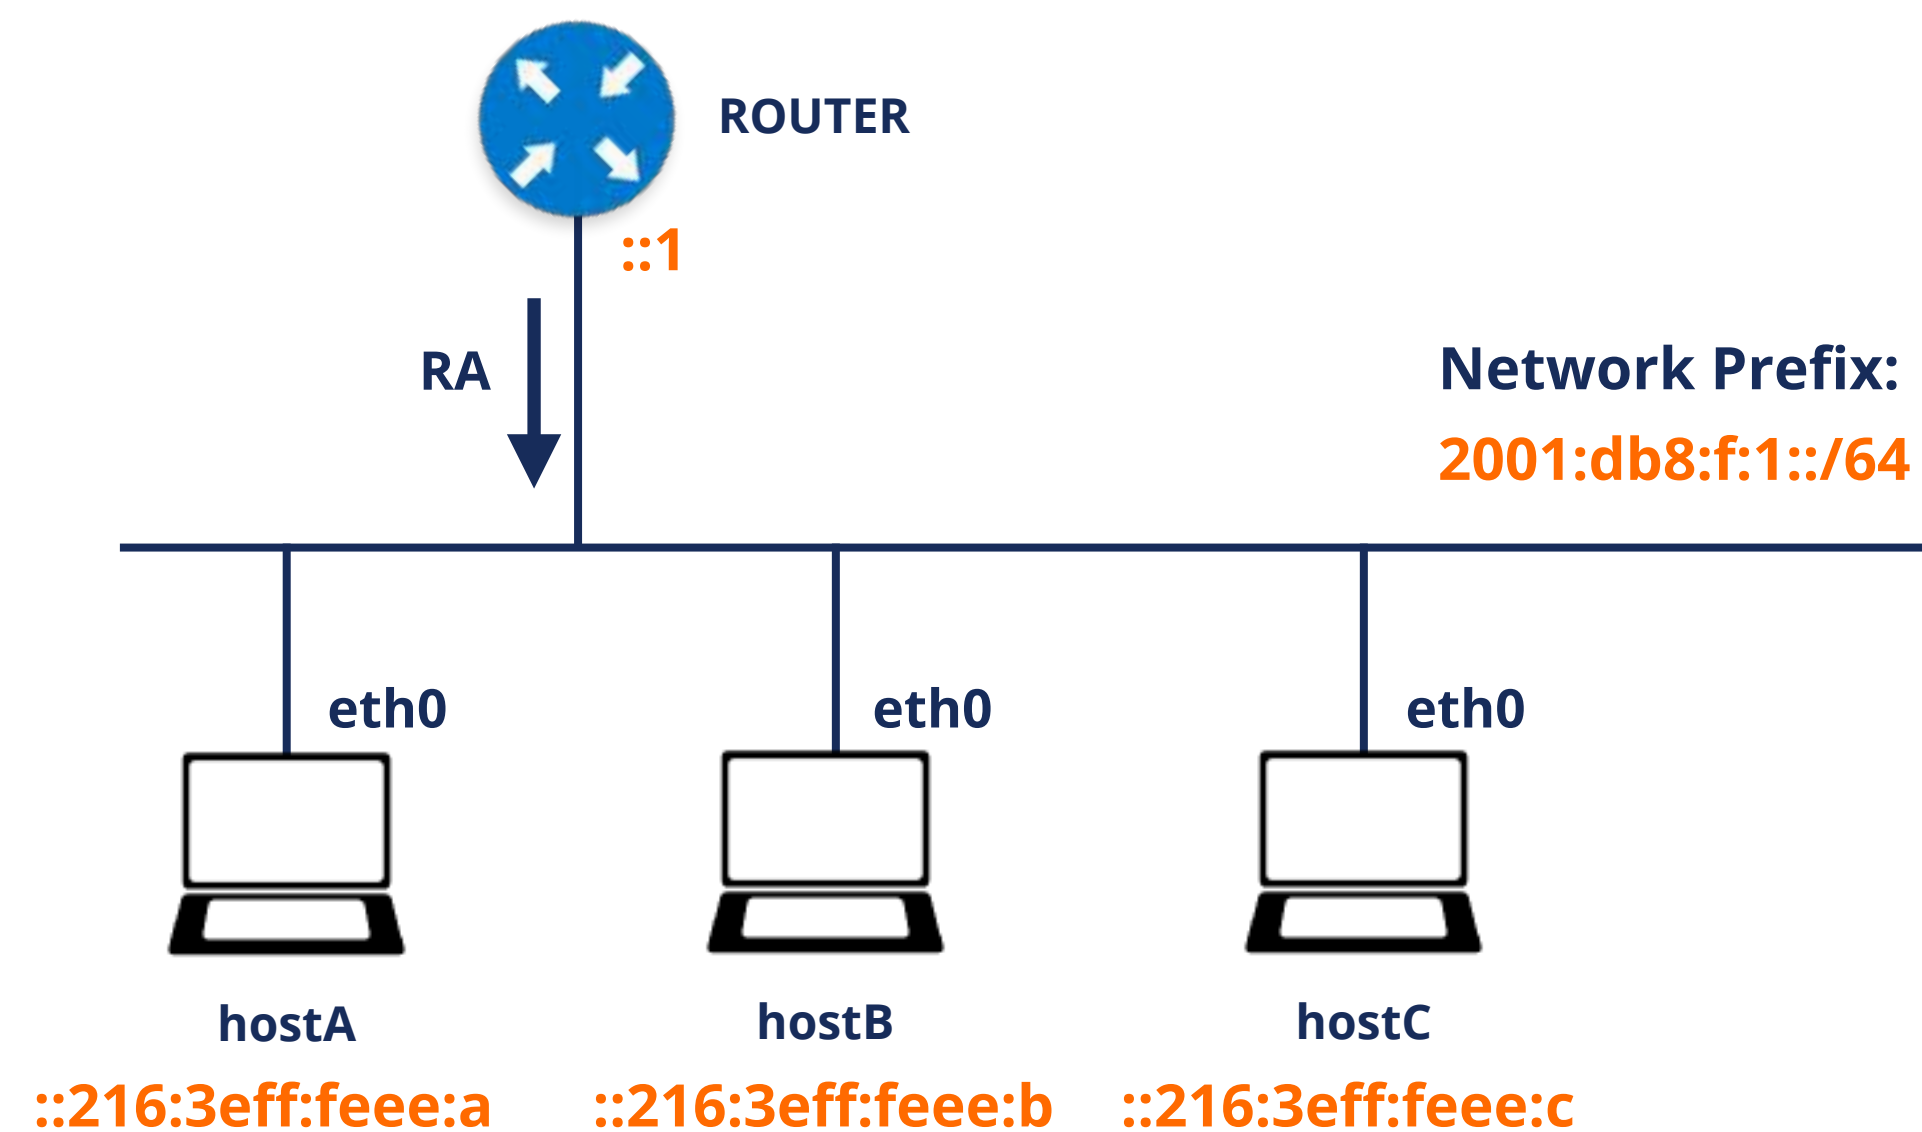 ROUTER
::1
RA
Network Prefix:
2001:db8:f:1::/64
eth0
eth0
eth0
hostA
hostB
hostC
::216:3eff:feee:a
::216:3eff:feee:b
::216:3eff:feee:c